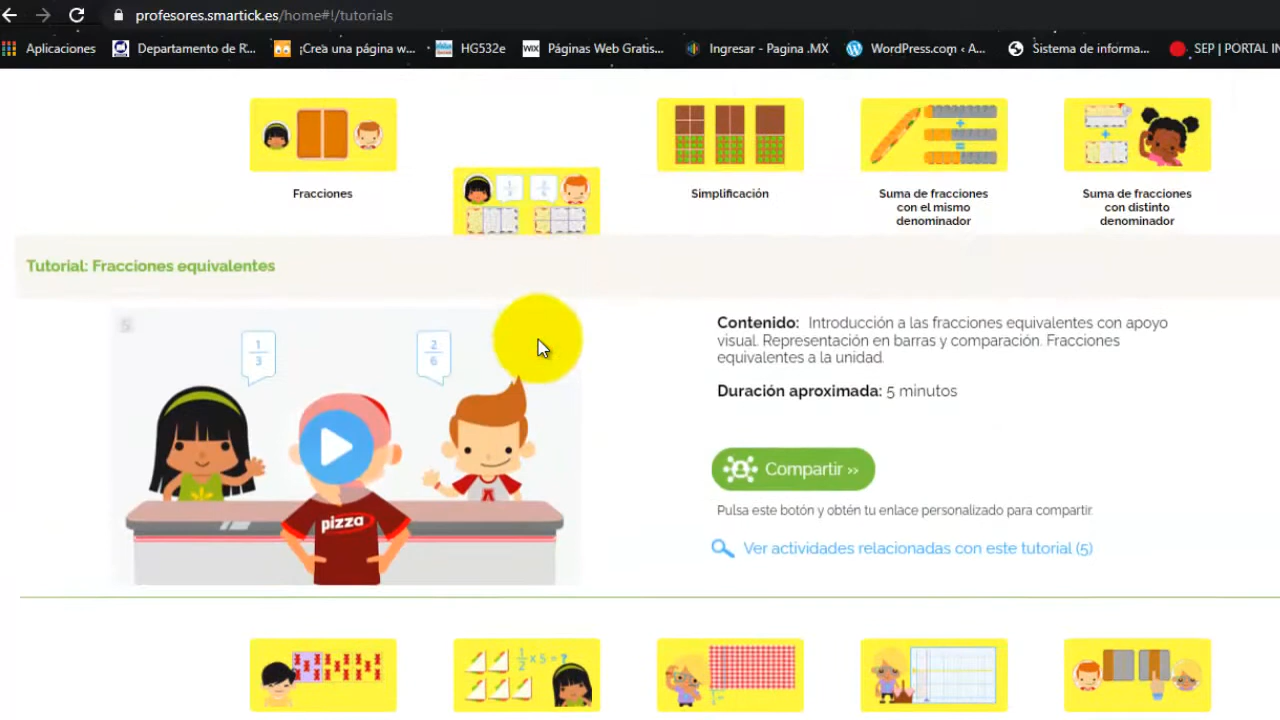 profesores.smartick.es/home#!/tutorials
Aplicaciones
Departamento de R...
¡Crea una página w...
HG532e
WIX
Páginas Web Gratis...
Ingresar - Pagina .MX
WordPress.com ‹ A...
Sistema de informa...
SEP | PORTAL IN
Fracciones
Simplificación
Suma de fracciones
con el mismo
denominador
Suma de fracciones
con distinto
denominador
Tutorial: Fracciones equivalentes
1
3
2
6
pizza
Contenido: Introducción a las fracciones equivalentes con apoyo
visual. Representación en barras y comparación. Fracciones
equivalentes a la unidad.
Duración aproximada: 5 minutos
Compartir >>
Pulsa este botón y obtén tu enlace personalizado para compartir.
Ver actividades relacionadas con este tutorial (5)
1/2 x 5 = ?